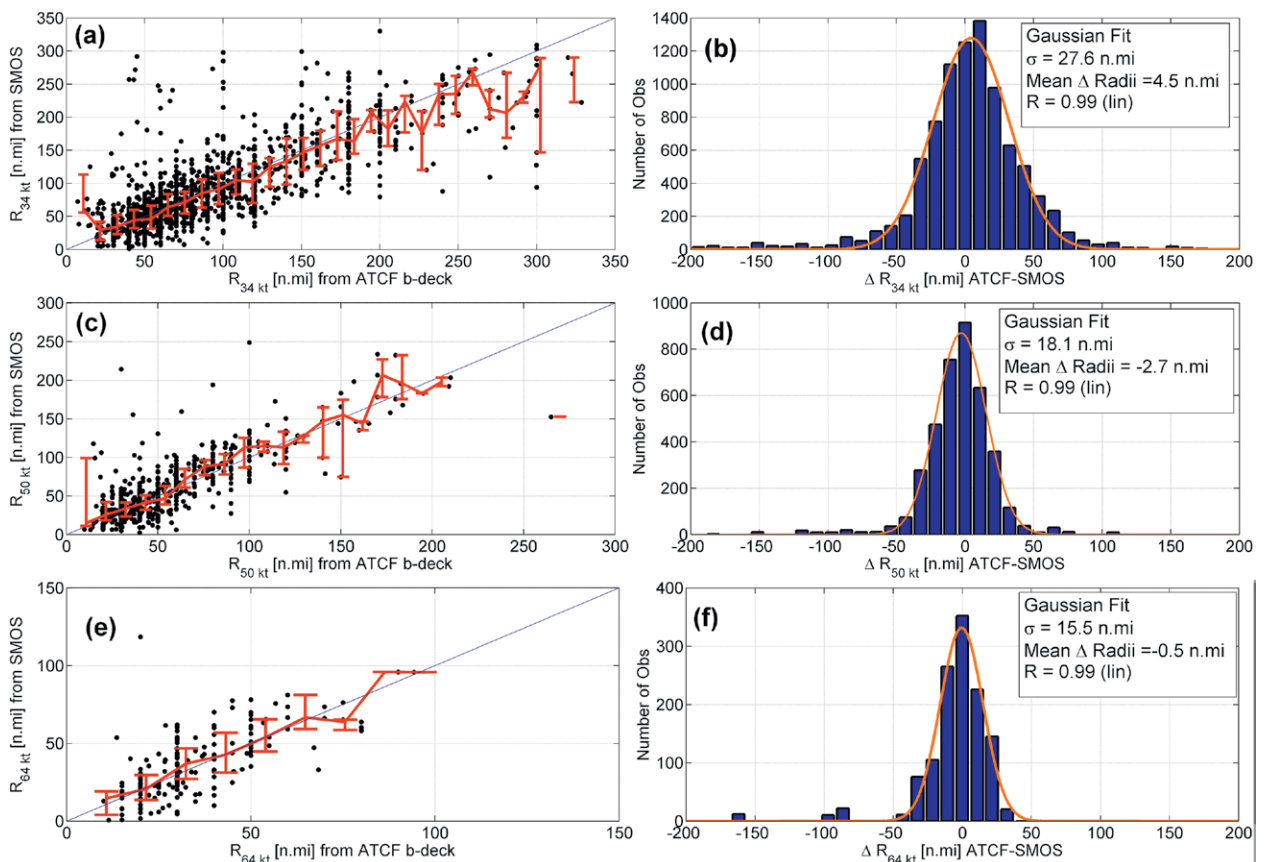 (a)
350
300
250
200
150
100
50
0
R34 kt [n.mi] from SMOS
0 50 100 150 200 250 300 350
R34 kt [n.mi] from ATCF b-deck
(b)
1400
1200
1000
800
600
400
200
0
Number of Obs
Gaussian Fit
σ = 27.6 n.mi
Mean Δ Radii =4.5 n.mi
R = 0.99 (lin)
-200 -150 -100 -50 0 50 100 150 200
Δ R34 kt [n.mi] ATCF-SMOS
(c)
300
250
200
150
100
50
0
R50 kt [n.mi] from SMOS
0 50 100 150 200 250 300
R50 kt [n.mi] from ATCF b-deck
(d)
1000
800
600
400
200
0
Number of Obs
Gaussian Fit
σ = 18.1 n.mi
Mean Δ Radii = -2.7 n.mi
R = 0.99 (lin)
-200 -150 -100 -50 0 50 100 150 200
Δ R50 kt [n.mi] ATCF-SMOS
(e)
150
100
50
0
R64 kt [n.mi] from SMOS
0 50 100 150
R64 kt [n.mi] from ATCF b-deck
(f)
400
300
200
100
0
Number of Obs
Gaussian Fit
σ = 15.5 n.mi
Mean Δ Radii =-0.5 n.mi
R = 0.99 (lin)
-200 -150 -100 -50 0 50 100 150 200
Δ R64 kt [n.mi] ATCF-SMOS